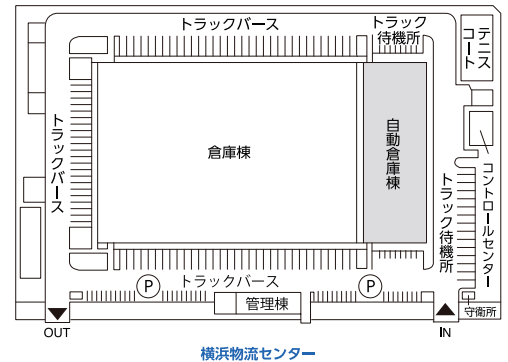 トラックバース
トラック
待機所
テニス
コート
トラックバース
倉庫棟
自動倉庫棟
トラック待機所
コントロールセンター
P
トラックバース
P
管理棟
守衛所
OUT
IN
横浜物流センター